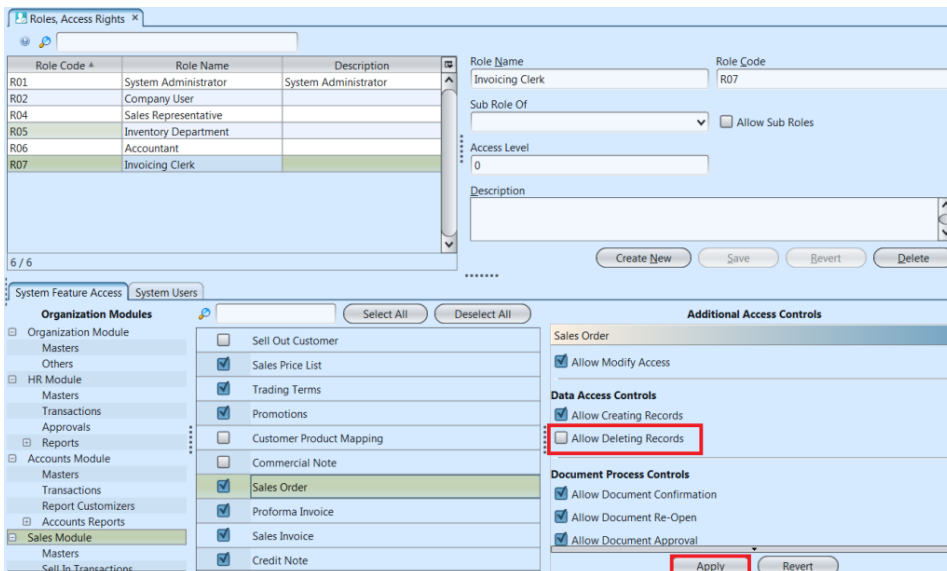 Roles, Access Rights ×
Role Code Role Name Description
R01 System Administrator System Administrator
R02 Company User
R04 Sales Representative
R05 Inventory Department
R06 Accountant
R07 Invoicing Clerk
6 / 6
Role Name Role Code
Invoicing Clerk R07
Sub Role Of
Allow Sub Roles
Access Level
0
Description
Create New Save Revert Delete
System Feature Access System Users
Organization Modules
Organization Module
Masters
Others
HR Module
Masters
Transactions
Approvals
Reports
Accounts Module
Masters
Transactions
Report Customizers
Accounts Reports
Sales Module
Masters
Sell In Transactions
Select All Deselect All
Sell Out Customer
Sales Price List
Trading Terms
Promotions
Customer Product Mapping
Commercial Note
Sales Order
Proforma Invoice
Sales Invoice
Credit Note
Additional Access Controls
Sales Order
Allow Modify Access
Data Access Controls
Allow Creating Records
Allow Deleting Records
Document Process Controls
Allow Document Confirmation
Allow Document Re-Open
Allow Document Approval
Apply Revert